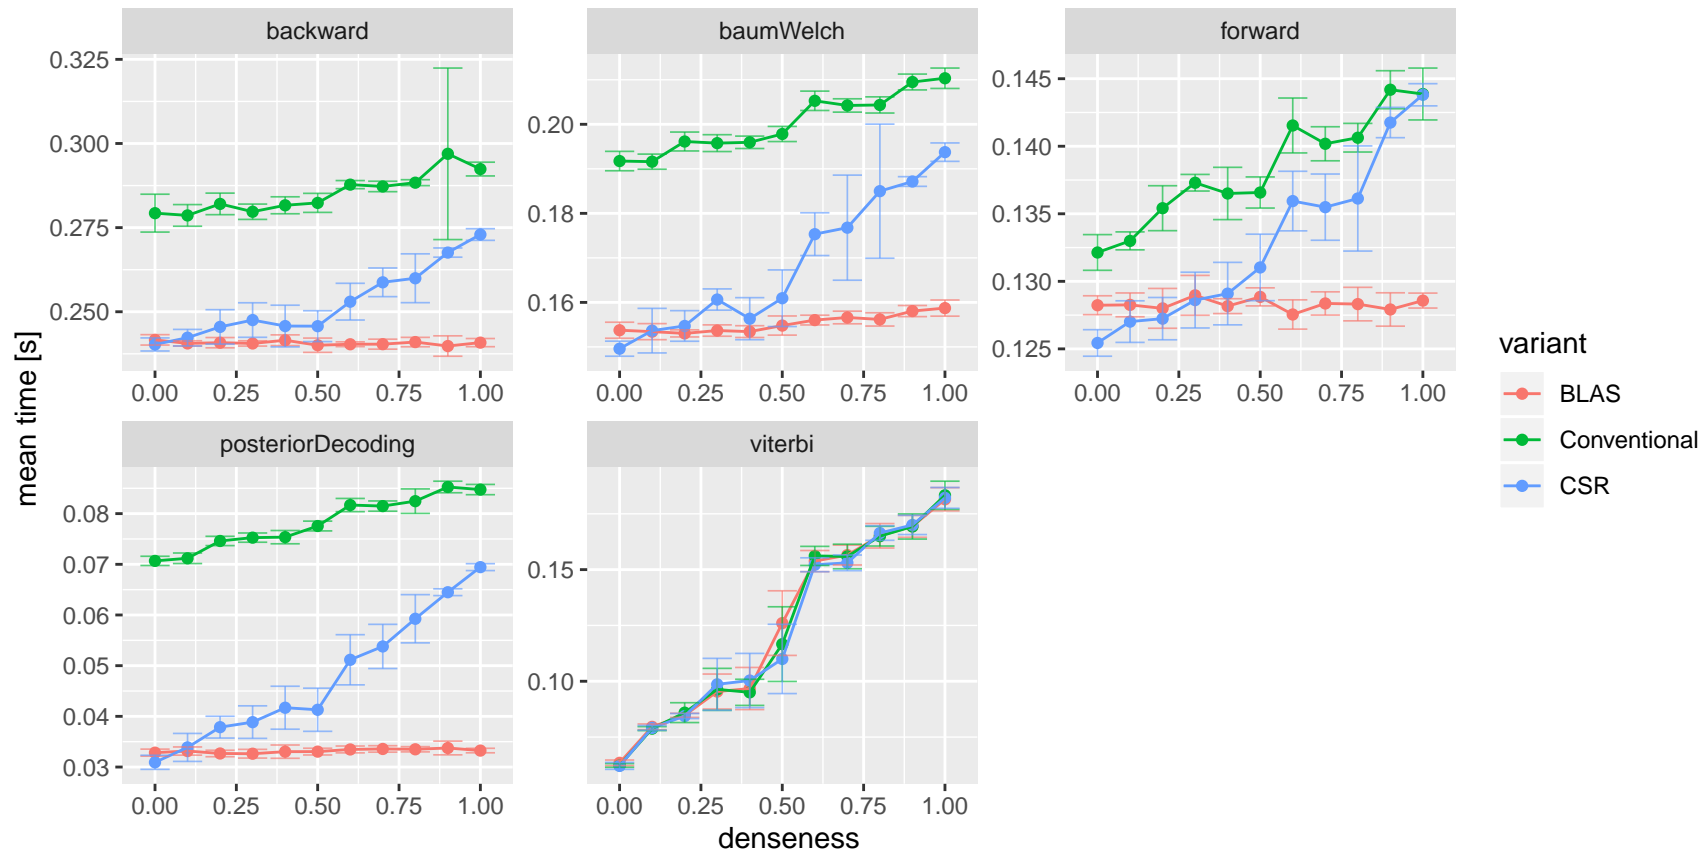 backward
baumWelch
forward
0.325
0.300
0.275
0.250
0.20
0.18
0.16
0.145
0.140
0.135
0.130
0.125
0.00 0.25 0.50 0.75 1.00
0.00 0.25 0.50 0.75 1.00
0.00 0.25 0.50 0.75 1.00
mean time [s]
posteriorDecoding
viterbi
0.08
0.07
0.06
0.05
0.04
0.03
0.15
0.10
0.00 0.25 0.50 0.75 1.00
0.00 0.25 0.50 0.75 1.00
denseness
variant
BLAS
Conventional
CSR